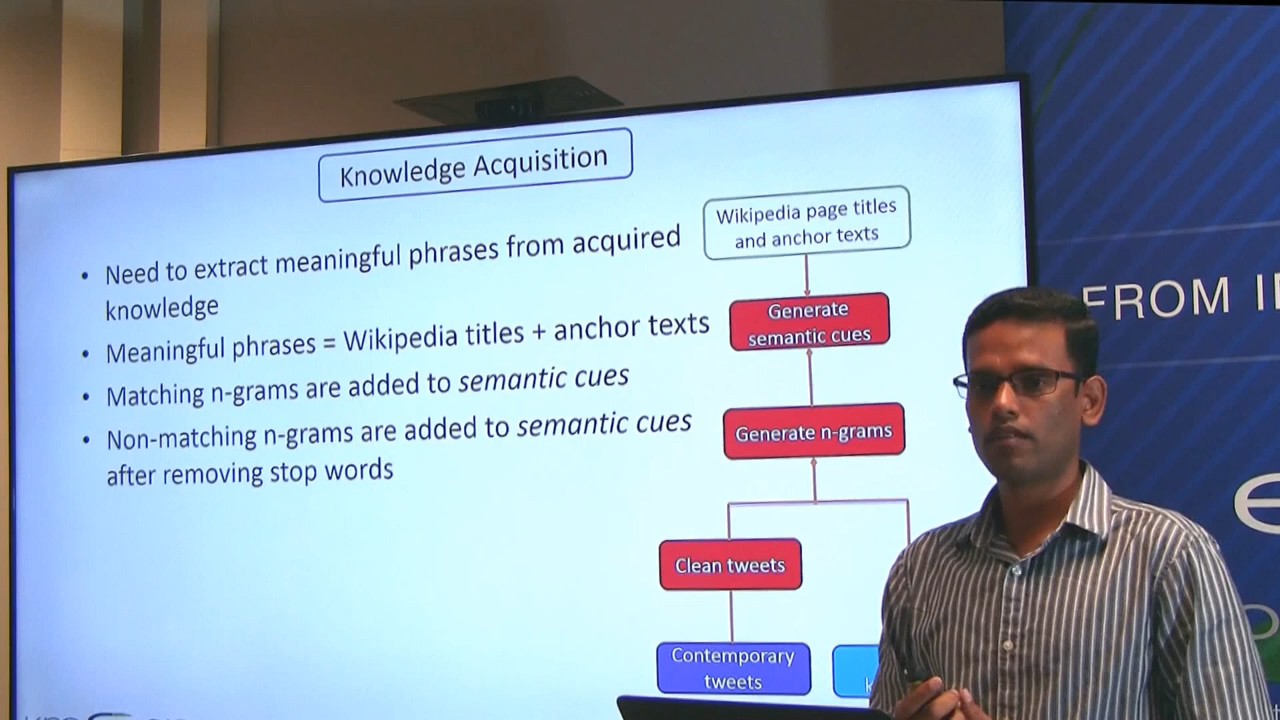 Knowledge Acquisition
• Need to extract meaningful phrases from acquired
knowledge
• Meaningful phrases = Wikipedia titles + anchor texts
• Matching n-grams are added to semantic cues
• Non-matching n-grams are added to semantic cues
after removing stop words
Wikipedia page titles
and anchor texts
Generate
semantic cues
Generate n-grams
Clean tweets
Contemporary
tweets
FROM